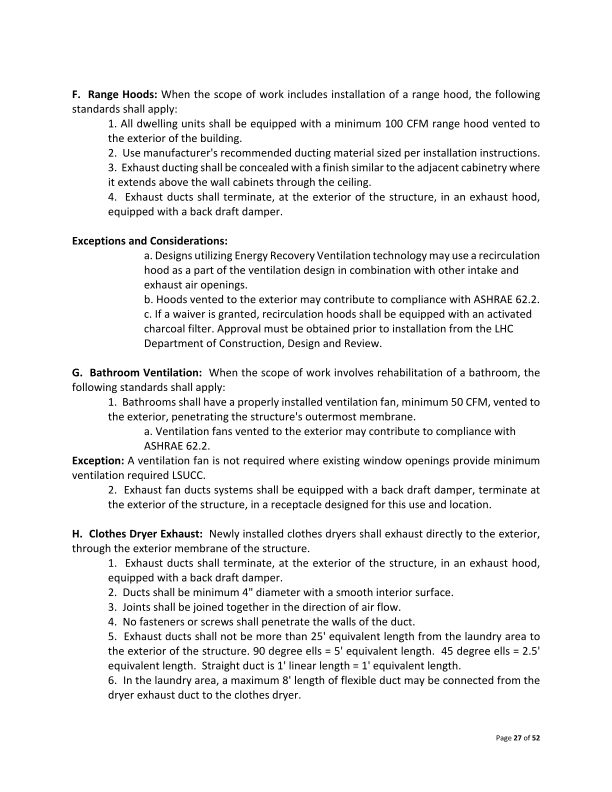 F. Range Hoods: When the scope of work includes installation of a range hood, the following
standards shall apply:
1. All dwelling units shall be equipped with a minimum 100 CFM range hood vented to
the exterior of the building.
2. Use manufacturer's recommended ducting material sized per installation instructions.
3. Exhaust ducting shall be concealed with a finish similar to the adjacent cabinetry where
it extends above the wall cabinets through the ceiling.
4. Exhaust ducts shall terminate, at the exterior of the structure, in an exhaust hood,
equipped with a back draft damper.
Exceptions and Considerations:
a. Designs utilizing Energy Recovery Ventilation technology may use a recirculation
hood as a part of the ventilation design in combination with other intake and
exhaust air openings.
b. Hoods vented to the exterior may contribute to compliance with ASHRAE 62.2.
c. If a waiver is granted, recirculation hoods shall be equipped with an activated
charcoal filter. Approval must be obtained prior to installation from the LHC
Department of Construction, Design and Review.
G. Bathroom Ventilation: When the scope of work involves rehabilitation of a bathroom, the
following standards shall apply:
1. Bathrooms shall have a properly installed ventilation fan, minimum 50 CFM, vented to
the exterior, penetrating the structure's outermost membrane.
a. Ventilation fans vented to the exterior may contribute to compliance with
ASHRAE 62.2.
Exception: A ventilation fan is not required where existing window openings provide minimum
ventilation required LSUCC.
2. Exhaust fan ducts systems shall be equipped with a back draft damper, terminate at
the exterior of the structure, in a receptacle designed for this use and location.
H. Clothes Dryer Exhaust: Newly installed clothes dryers shall exhaust directly to the exterior,
through the exterior membrane of the structure.
1. Exhaust ducts shall terminate, at the exterior of the structure, in an exhaust hood,
equipped with a back draft damper.
2. Ducts shall be minimum 4" diameter with a smooth interior surface.
3. Joints shall be joined together in the direction of air flow.
4. No fasteners or screws shall penetrate the walls of the duct.
5. Exhaust ducts shall not be more than 25' equivalent length from the laundry area to
the exterior of the structure. 90 degree ells = 5' equivalent length. 45 degree ells = 2.5'
equivalent length. Straight duct is 1' linear length = 1' equivalent length.
6. In the laundry area, a maximum 8' length of flexible duct may be connected from the
dryer exhaust duct to the clothes dryer.
Page 27 of 52